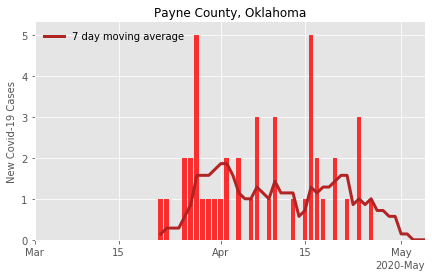 Payne County, Oklahoma
7 day moving average
New Covid-19 Cases
5
4
3
2
1
0
Mar
15
Apr
15
May
2020-May